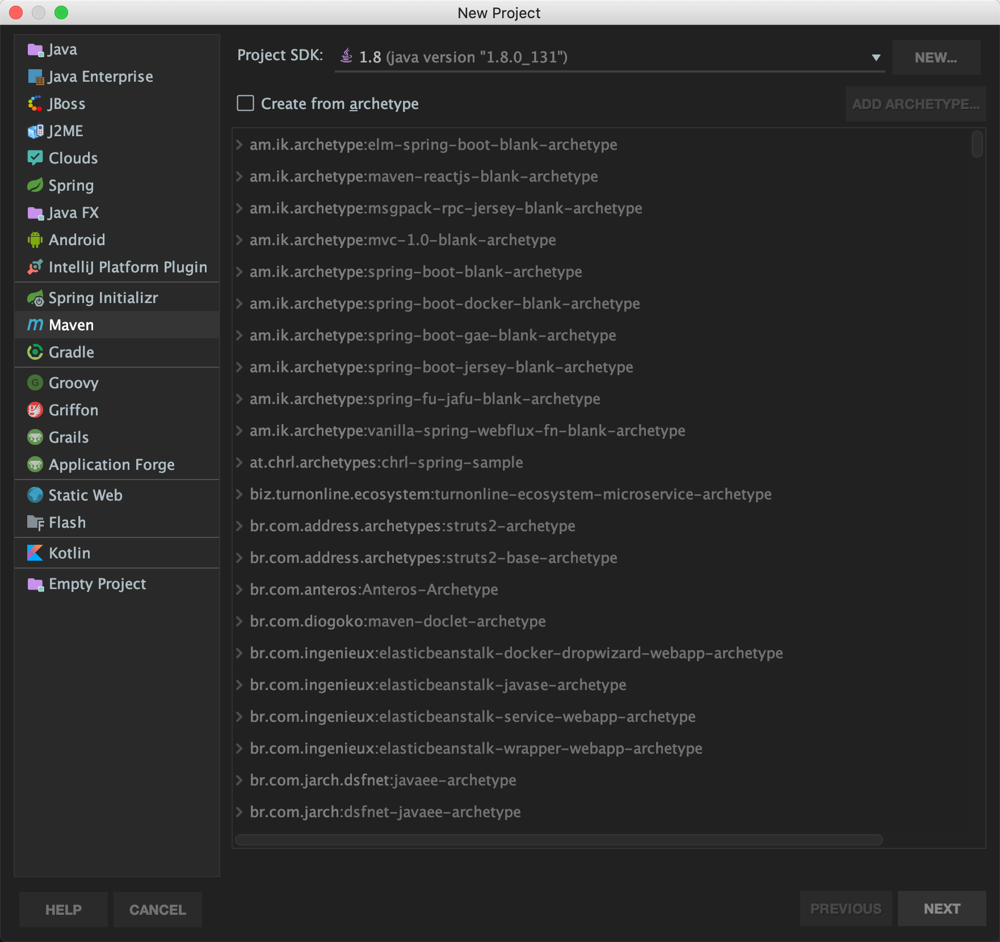 New Project
Java
Java Enterprise
JBoss
J2ME
Clouds
Spring
Java FX
Android
IntelliJ Platform Plugin
Spring Initializr
Maven
Gradle
Groovy
Griffon
Grails
Application Forge
Static Web
Flash
Kotlin
Empty Project
Project SDK: 1.8 (java version "1.8.0_131") NEW...
Create from archetype ADD ARCHETYPE...
am.ik.archetype:elm-spring-boot-blank-archetype
am.ik.archetype:maven-reactjs-blank-archetype
am.ik.archetype:msgpack-rpc-jersey-blank-archetype
am.ik.archetype:mvc-1.0-blank-archetype
am.ik.archetype:spring-boot-blank-archetype
am.ik.archetype:spring-boot-docker-blank-archetype
am.ik.archetype:spring-boot-gae-blank-archetype
am.ik.archetype:spring-boot-jersey-blank-archetype
am.ik.archetype:spring-fu-jafu-blank-archetype
am.ik.archetype:vanilla-spring-webflux-fn-blank-archetype
at.chrl.archetypes:chrl-spring-sample
biz.turnonline.ecosystem:turnonline-ecosystem-microservice-archetype
br.com.address.archetypes:struts2-archetype
br.com.address.archetypes:struts2-base-archetype
br.com.anteros:Anteros-Archetype
br.com.diogoko:maven-doclet-archetype
br.com.ingenieux:elasticbeanstalk-docker-dropwizard-webapp-archetype
br.com.ingenieux:elasticbeanstalk-javase-archetype
br.com.ingenieux:elasticbeanstalk-service-webapp-archetype
br.com.ingenieux:elasticbeanstalk-wrapper-webapp-archetype
br.com.jarch.dsfnet:javaee-archetype
br.com.jarch:dsfnet-javaee-archetype
HELP CANCEL PREVIOUS NEXT